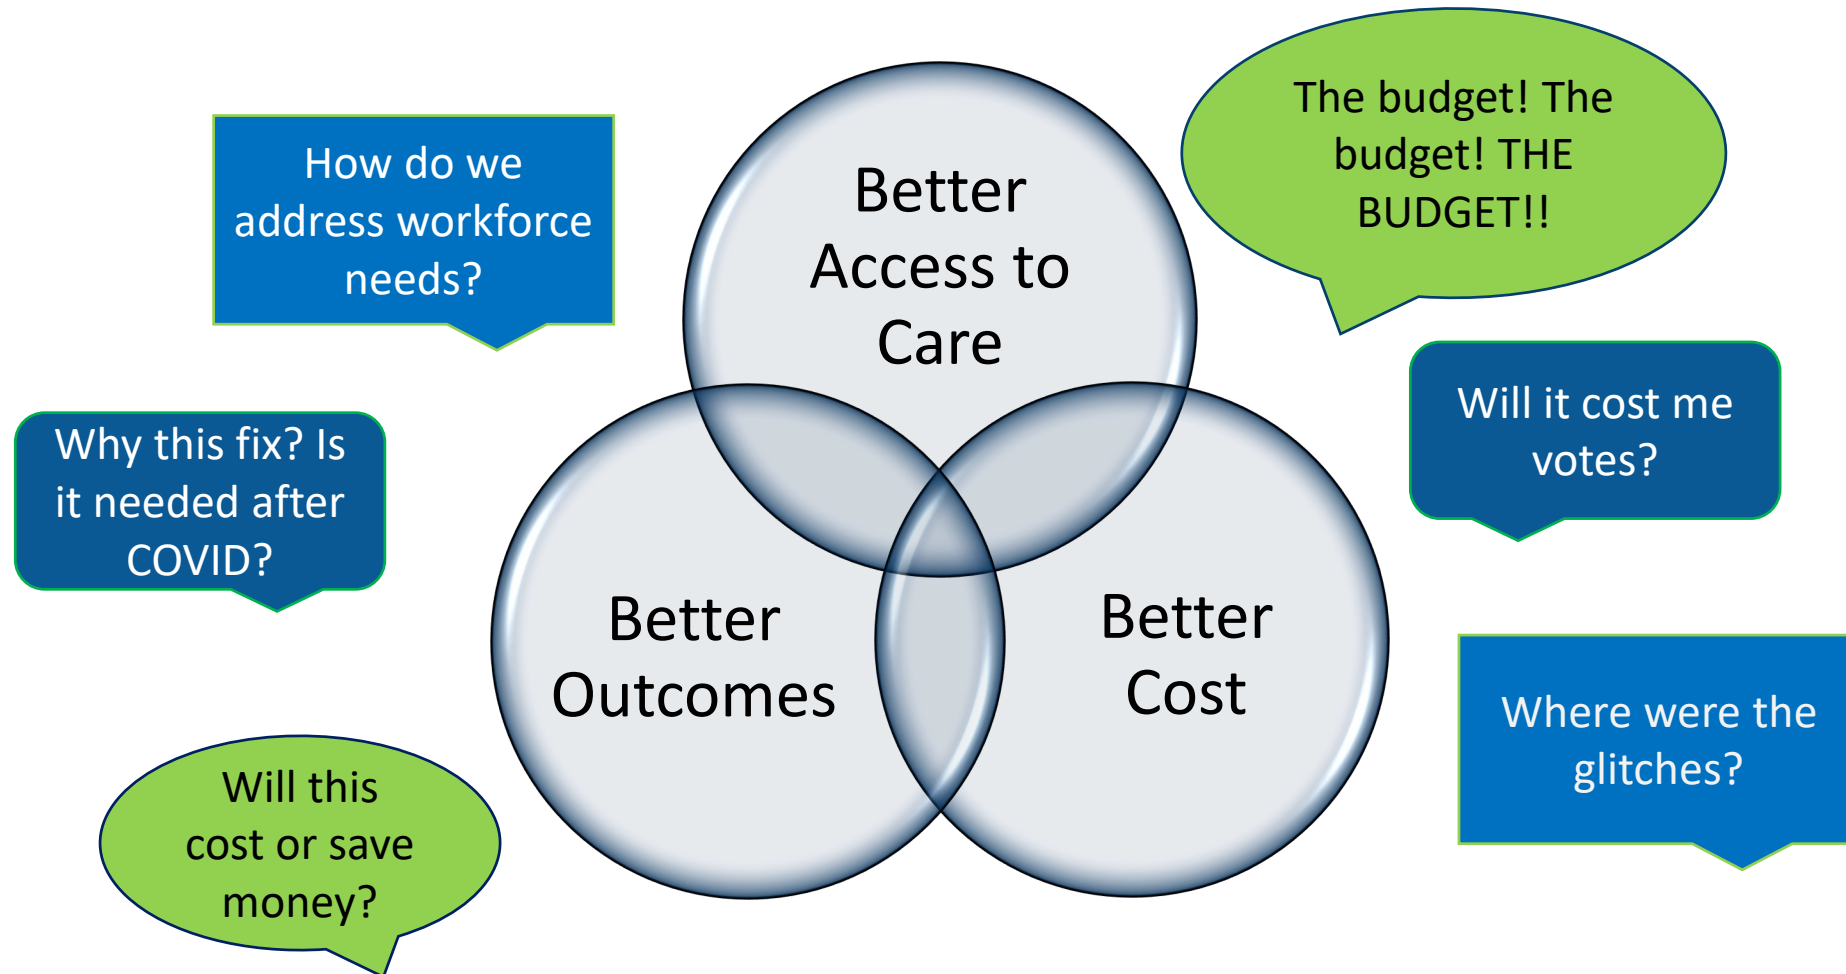 How do we
address workforce
needs?
Better
Access to
Care
The budget! The
budget! THE
BUDGET!!
Why this fix? Is
it needed after
COVID?
Will it cost me
votes?
Better
Outcomes
Better
Cost
Where were the
glitches?
Will this
cost or save
money?